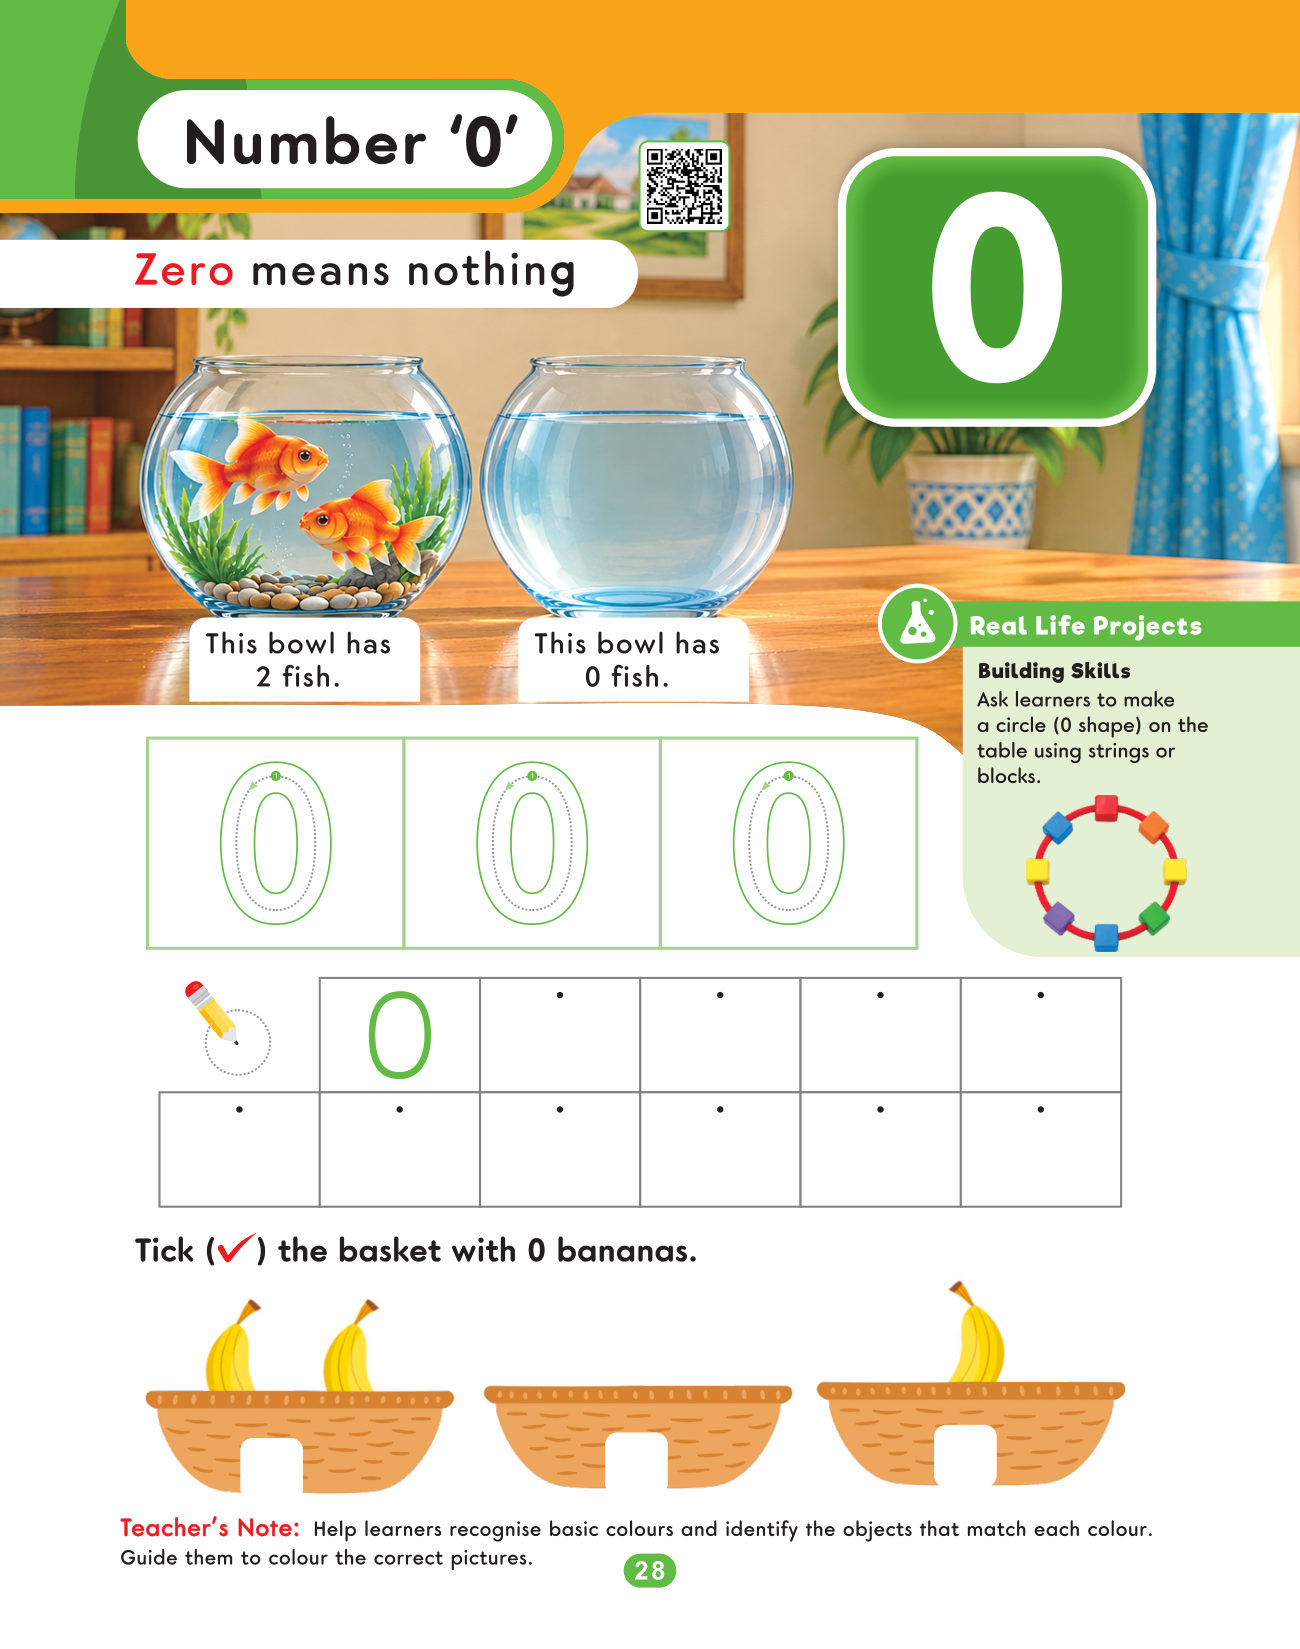 Number ‘0’
Zero means nothing
0
This bowl has
2 fish.
This bowl has
0 fish.
Real Life Projects
Building Skills
Ask learners to make
a circle (0 shape) on the
table using strings or
blocks.
1 1 1
0 0 0
0
Tick (✓) the basket with 0 bananas.
Teacher’s Note: Help learners recognise basic colours and identify the objects that match each colour.
Guide them to colour the correct pictures.
28